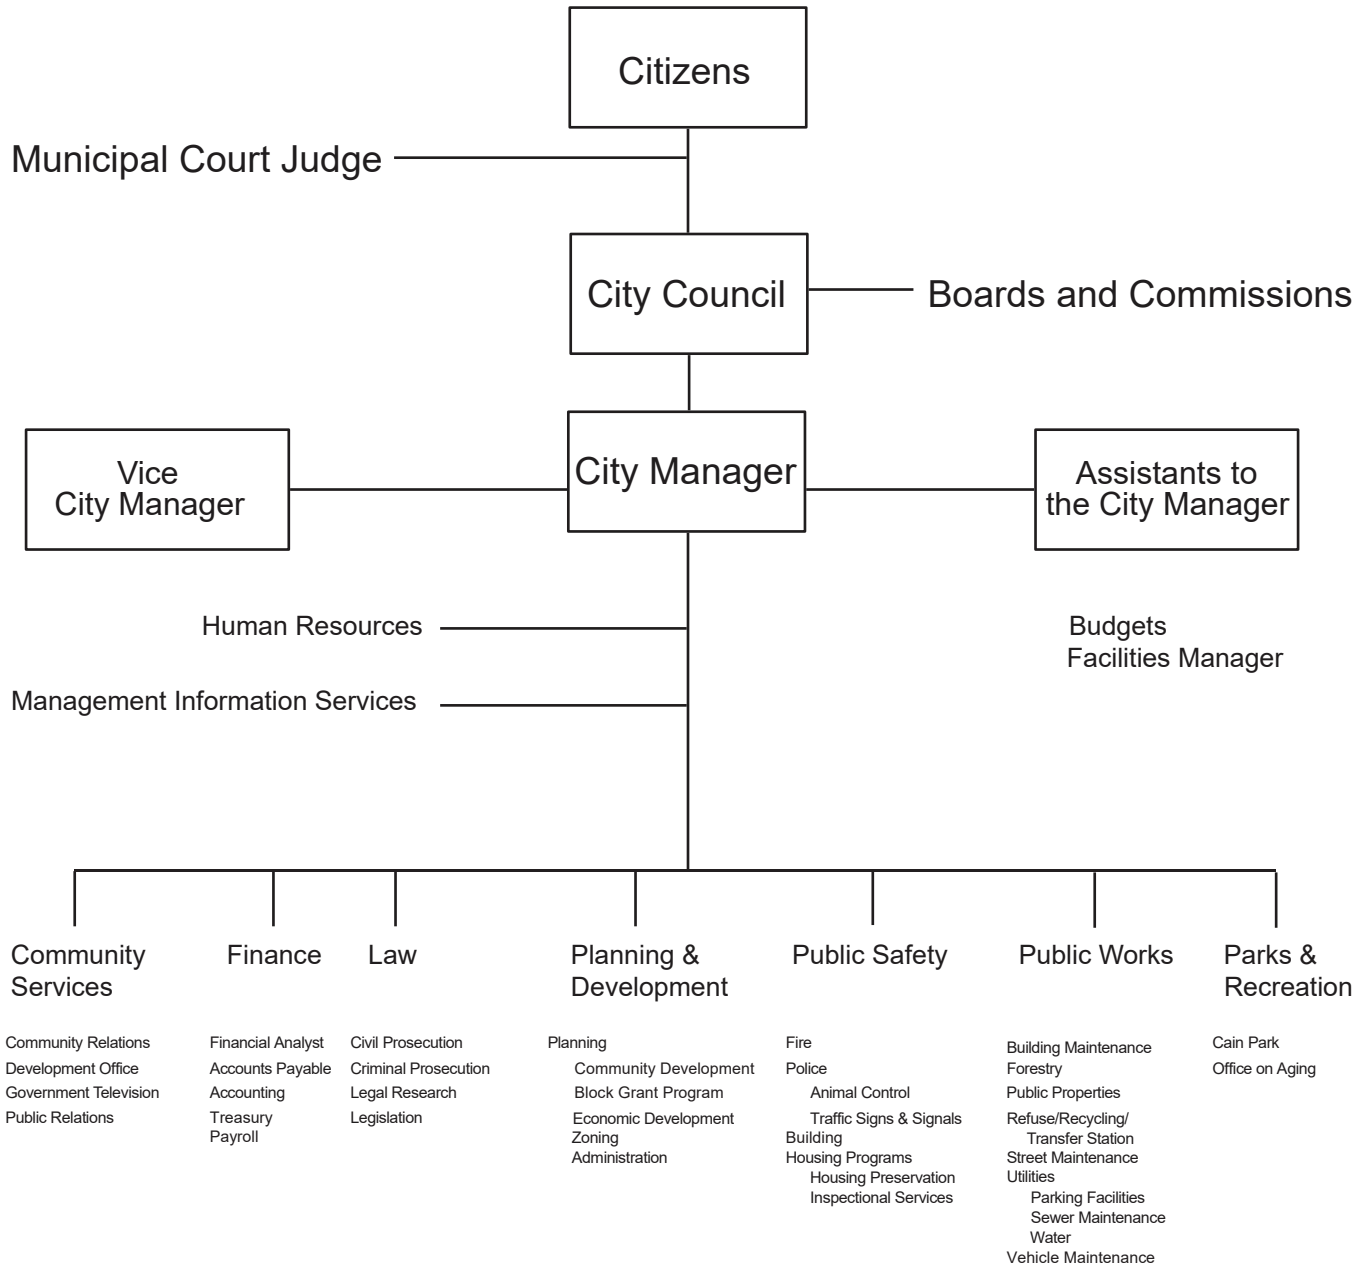 Citizens
Municipal Court Judge
City Council
Boards and Commissions
Vice
City Manager
City Manager
Assistants to
the City Manager
Human Resources
Budgets
Facilities Manager
Management Information Services
Community
Services
Community Relations
Development Office
Government Television
Public Relations
Finance
Financial Analyst
Accounts Payable
Accounting
Treasury
Payroll
Law
Civil Prosecution
Criminal Prosecution
Legal Research
Legislation
Planning &
Development
Planning
Community Development
Block Grant Program
Economic Development
Zoning
Administration
Public Safety
Fire
Police
Animal Control
Traffic Signs & Signals
Building
Housing Programs
Housing Preservation
Inspectional Services
Public Works
Building Maintenance
Forestry
Public Properties
Refuse/Recycling/
Transfer Station
Street Maintenance
Utilities
Parking Facilities
Sewer Maintenance
Water
Vehicle Maintenance
Parks &
Recreation
Cain Park
Office on Aging